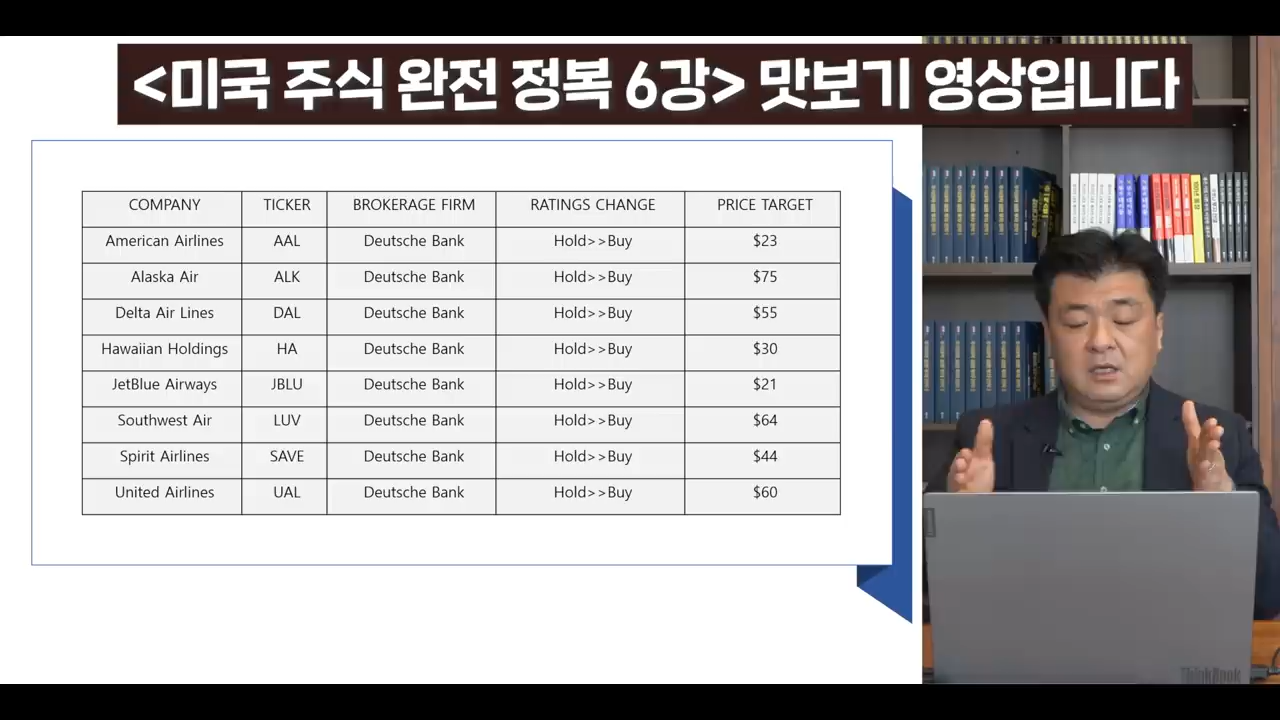 <미국 주식 완전 정복 6강> 맛보기 영상입니다
COMPANY TICKER BROKERAGE FIRM RATINGS CHANGE PRICE TARGET
American Airlines AAL Deutsche Bank Hold>>Buy $23
Alaska Air ALK Deutsche Bank Hold>>Buy $75
Delta Air Lines DAL Deutsche Bank Hold>>Buy $55
Hawaiian Holdings HA Deutsche Bank Hold>>Buy $30
JetBlue Airways JBLU Deutsche Bank Hold>>Buy $21
Southwest Air LUV Deutsche Bank Hold>>Buy $64
Spirit Airlines SAVE Deutsche Bank Hold>>Buy $44
United Airlines UAL Deutsche Bank Hold>>Buy $60
ThinkBook